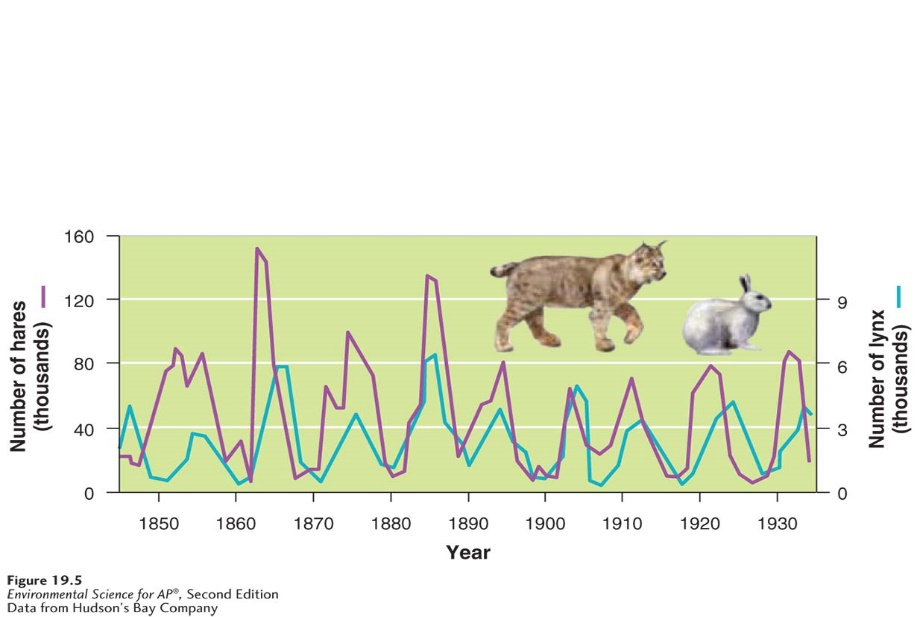 160
120
80
40
0
Number of hares
(thousands)
9
6
3
0
Number of lynx
(thousands)
1850 1860 1870 1880 1890 1900 1910 1920 1930
Year
Figure 19.5
Environmental Science for AP®, Second Edition
Data from Hudson's Bay Company